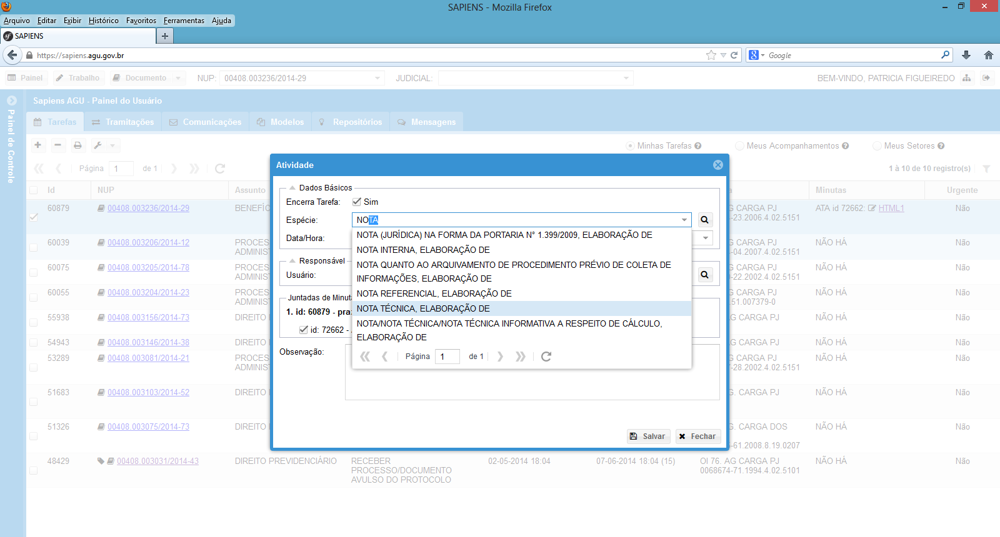 SAPIENS - Mozilla Firefox
Arquivo Editar Exibir Histórico Favoritos Ferramentas Ajuda
SAPIENS
https://sapiens.agu.gov.br
Google
Painel Trabalho Documento NUP: 00408.003236/2014-29 JUDICIAL: BEM-VINDO, PATRICIA FIGUEIREDO
Painel de Controle
Sapiens AGU - Painel do Usuário
Tarefas Tramitações Comunicações Modelos Repositórios Mensagens
Minhas Tarefas Meus Acompanhamentos Meus Setores
Página 1 de 1 1 à 10 de 10 registro(s)
Id NUP Assunto Minutas Urgente
60879 00408.003236/2014-29 BENEFÍC G CARGA PJ ATA id 72662: HTML1 Não
-23.2006.4.02.5151
60039 00408.003206/2014-12 PROCES G CARGA PJ NÃO HÁ Não
ADMINIST -04.2007.4.02.5151
60075 00408.003205/2014-78 PROCES G CARGA PJ NÃO HÁ Não
ADMINIST -22.2002.4.02.5151
60055 00408.003204/2014-23 PROCES G CARGA PJ NÃO HÁ Não
ADMINIST .51.007379-0
55938 00408.003156/2014-73 DIREITO G CARGA PJ NÃO HÁ Não
-61.2004.4.02.5151
54943 00408.003146/2014-38 DIREITO G CARGA PJ NÃO HÁ Não
53289 00408.003081/2014-21 PROCES G CARGA PJ NÃO HÁ Não
ADMINIST -28.2002.4.02.5151
51683 00408.003103/2014-52 DIREITO G. CARGA PJ NÃO HÁ Não
51326 00408.003075/2014-73 DIREITO G. CARGA DOS NÃO HÁ Não
-61.2008.8.19.0207
48429 00408.003031/2014-43 DIREITO PREVIDENCIÁRIO RECEBER 02-05-2014 18:04 07-06-2014 18:04 (15) OI 76. AG CARGA PJ NÃO HÁ Não
PROCESSO/DOCUMENTO 0068674-71.1994.4.02.5101
AVULSO DO PROTOCOLO
Atividade
Dados Básicos
Encerra Tarefa: Sim
Espécie: NOTA
Data/Hora:
NOTA (JURÍDICA) NA FORMA DA PORTARIA N° 1.399/2009, ELABORAÇÃO DE
NOTA INTERNA, ELABORAÇÃO DE
NOTA QUANTO AO ARQUIVAMENTO DE PROCEDIMENTO PRÉVIO DE COLETA DE
INFORMAÇÕES, ELABORAÇÃO DE
NOTA REFERENCIAL, ELABORAÇÃO DE
NOTA TÉCNICA, ELABORAÇÃO DE
NOTA/NOTA TÉCNICA/NOTA TÉCNICA INFORMATIVA A RESPEITO DE CÁLCULO,
ELABORAÇÃO DE
Página 1 de 1
Responsável
Usuário:
Juntadas de Minuta
1. id: 60879 - praz
id: 72662 -
Observação:
Salvar Fechar